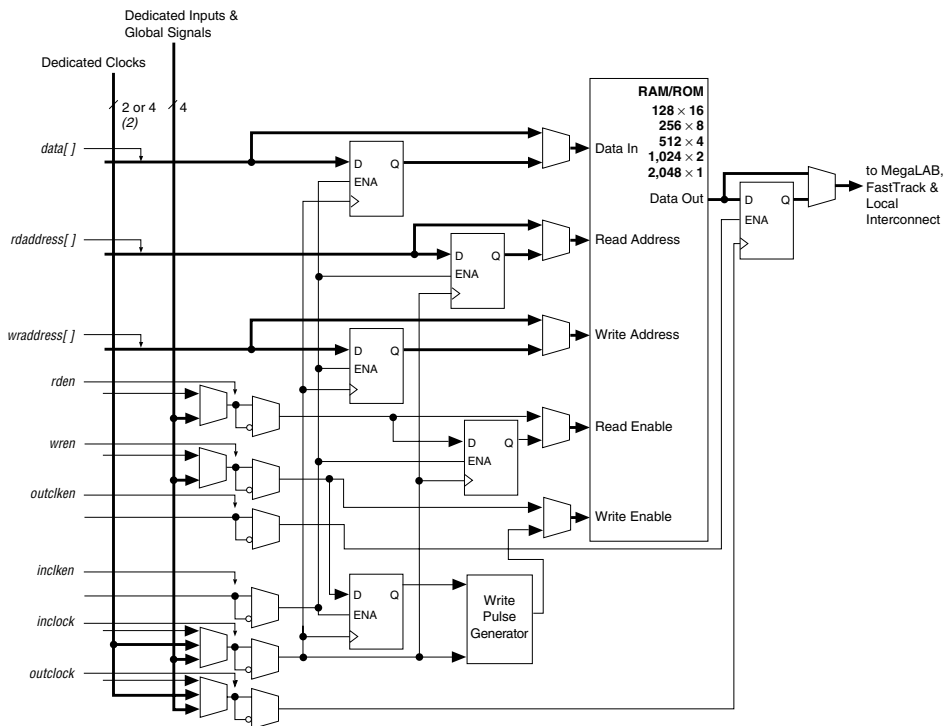 Dedicated Inputs &
Global Signals
Dedicated Clocks
2 or 4
(2)
4
RAM/ROM
128 × 16
256 × 8
512 × 4
1,024 × 2
2,048 × 1
data[ ]
D
Q
ENA
Data In
Data Out
D
Q
ENA
to MegaLAB,
FastTrack &
Local
Interconnect
rdaddress[ ]
D
Q
ENA
Read Address
wraddress[ ]
D
Q
ENA
Write Address
rden
D
Q
ENA
Read Enable
wren
outclken
Write Enable
inclken
D
Q
ENA
Write
Pulse
Generator
inclock
outclock